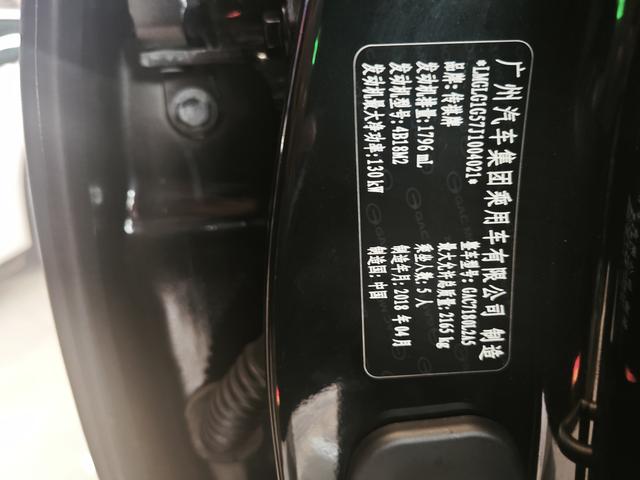 广州汽车集团乘用车有限公司 制造
*LMGLG1G57J1004021*
品牌:传祺牌 整车型号:GAC7180L2A5
发动机排量:1796 mL 最大允许总质量:2165 kg
发动机型号:4B18M2 乘坐人数:5 人
发动机最大净功率:130 kW 制造年月:2018 年 04 月
制造国:中国